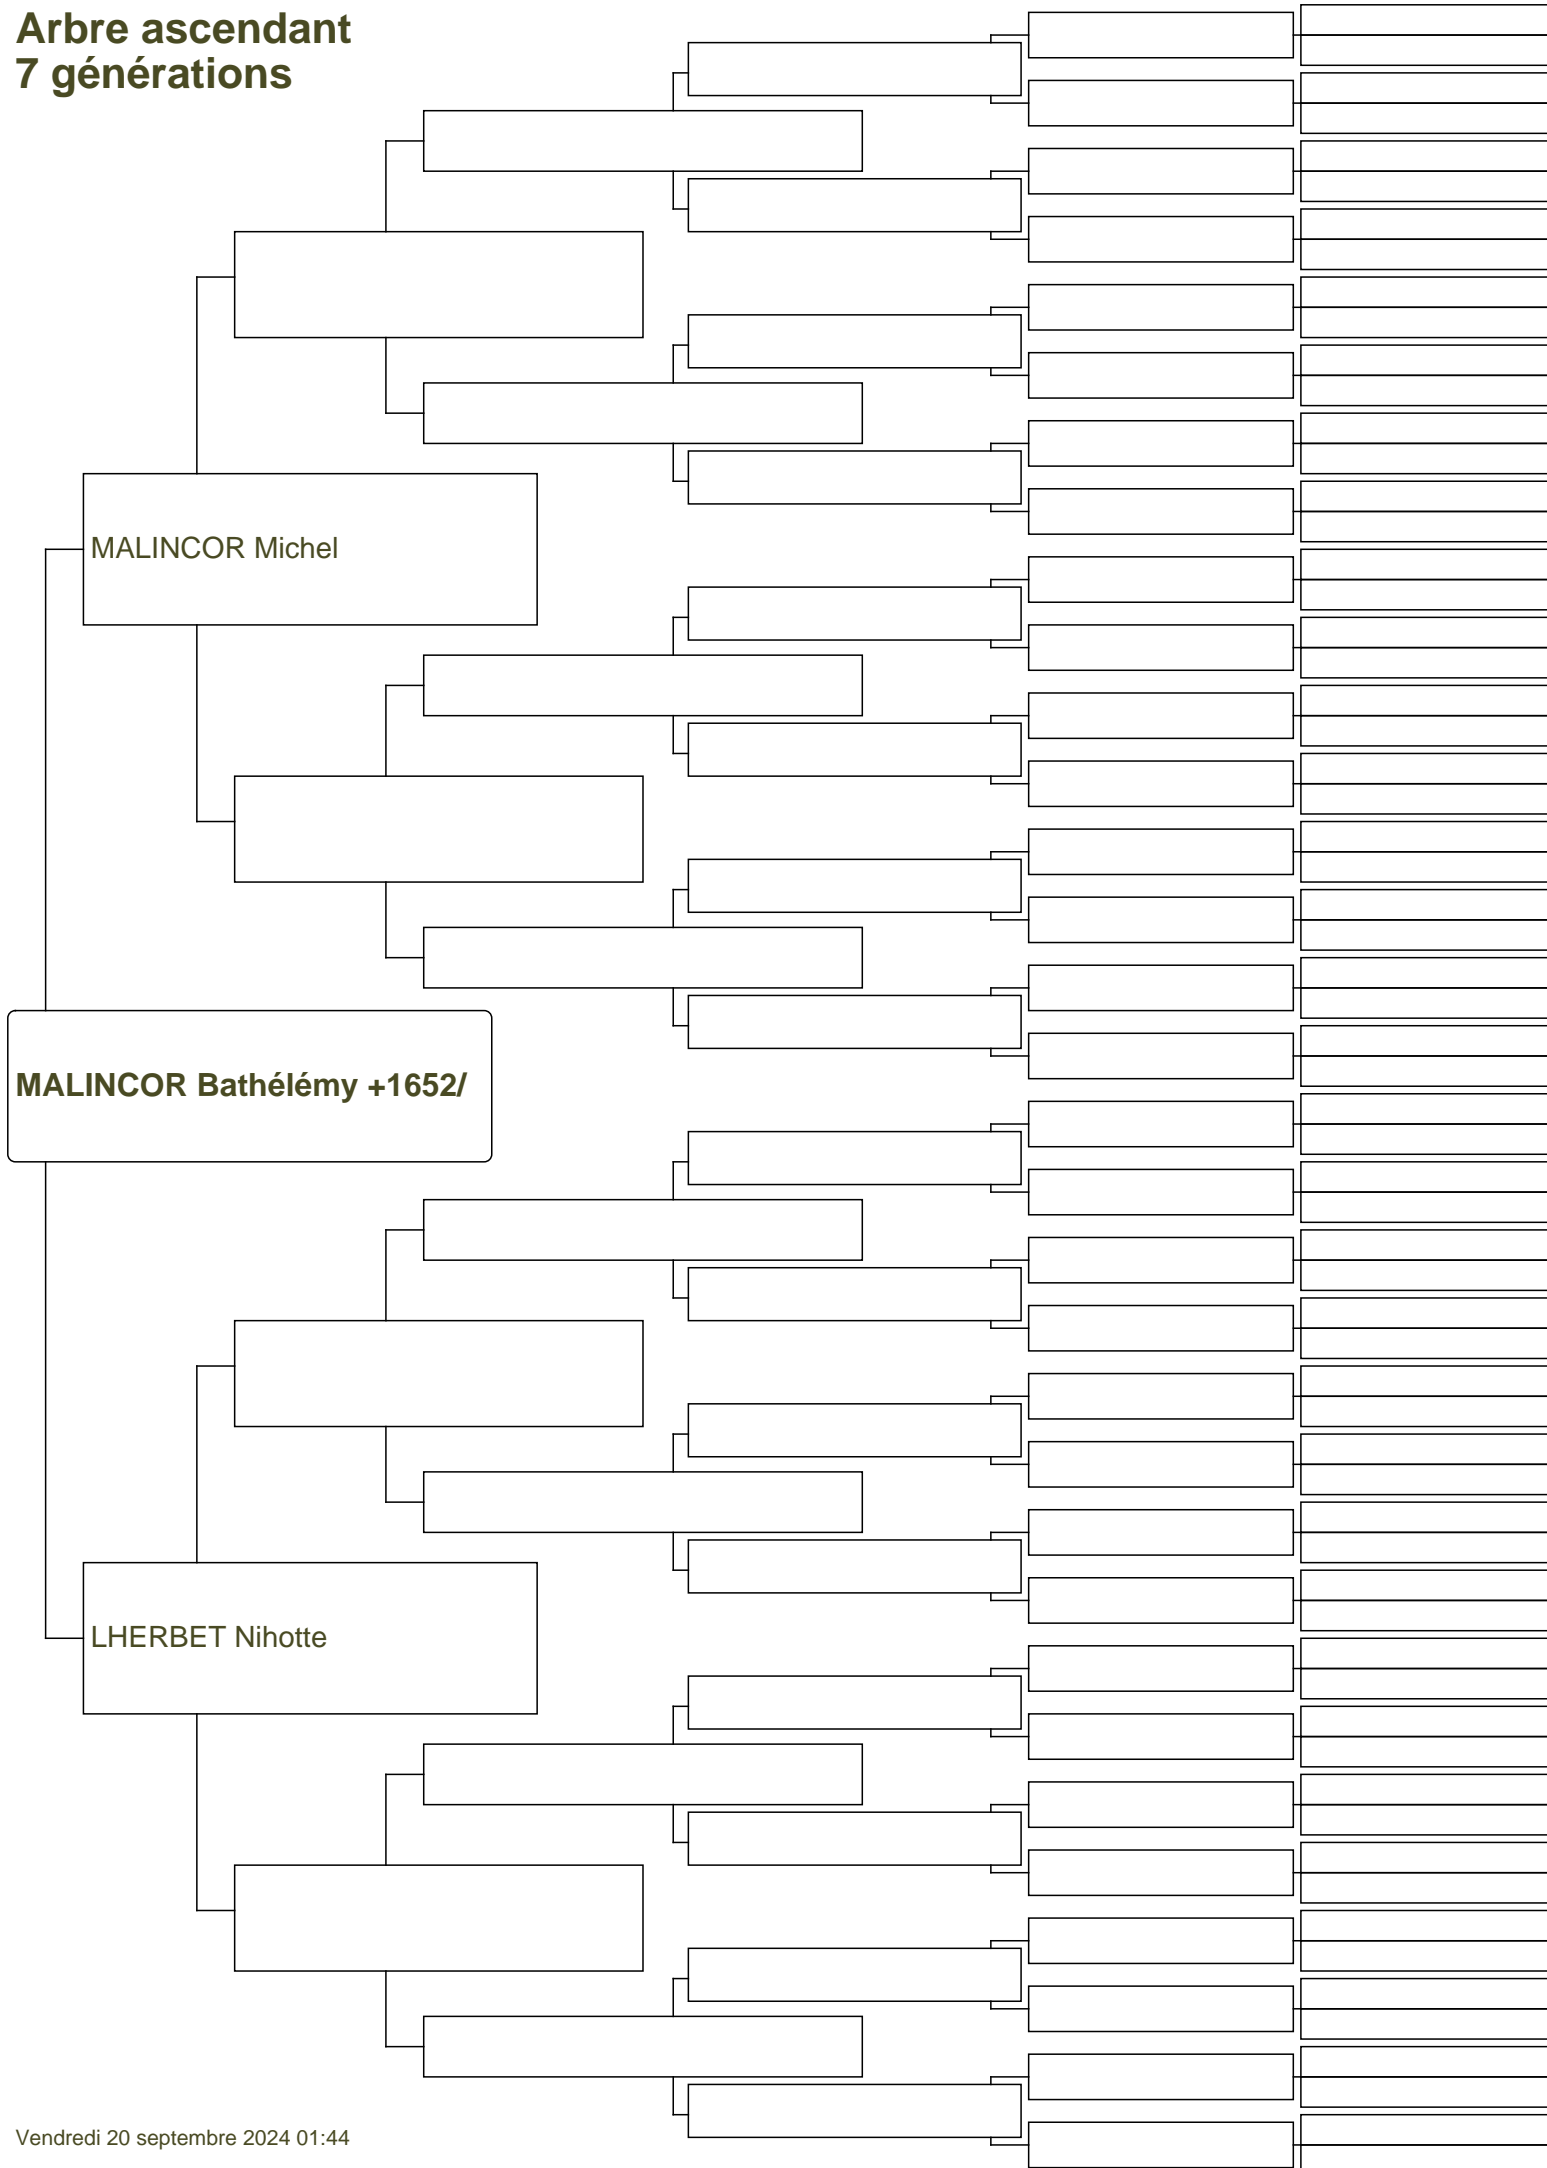 Arbre ascendant
7 générations
MALINCOR Michel
MALINCOR Bathélémy +1652/
LHERBET Nihotte
Vendredi 20 septembre 2024 01:44